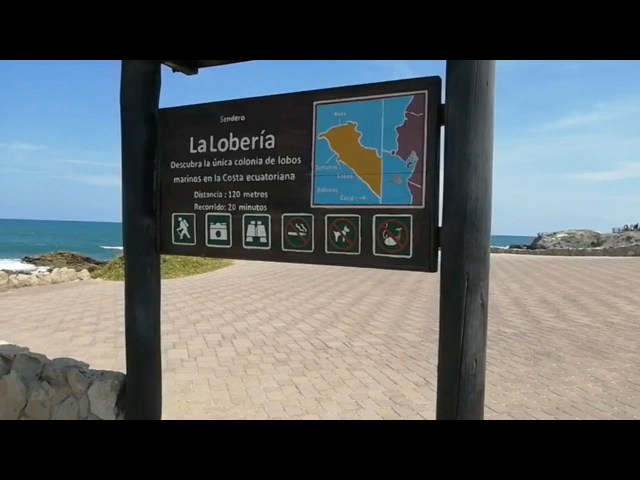 Sendero
La Lobería
Descubra la única colonia de lobos
marinos en la Costa ecuatoriana
Distancia : 120 metros
Recorrido: 20 minutos